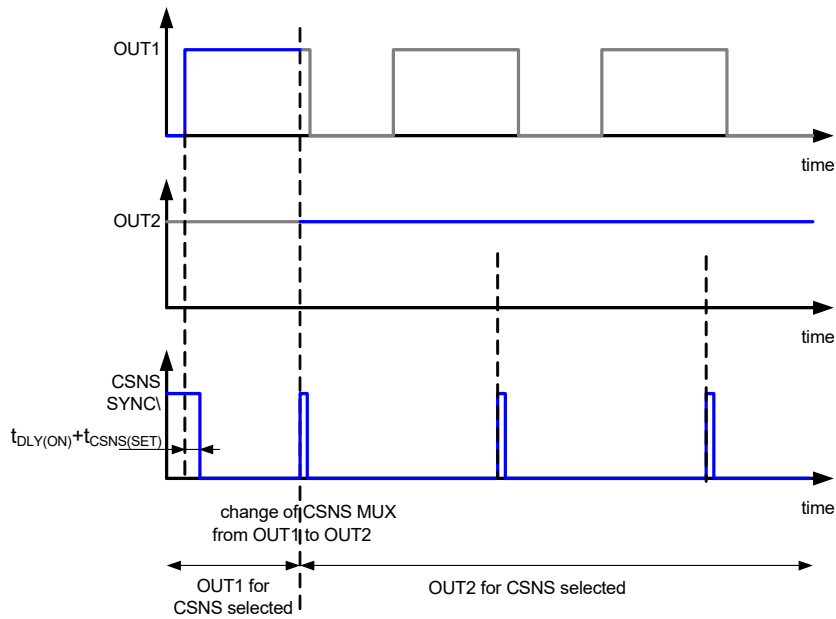 OUT1
time
OUT2
time
CSNS
SYNC\
tDLY(ON)+tCSNS(SET)
time
change of CSNS MUX
from OUT1 to OUT2
OUT1 for
CSNS selected
OUT2 for CSNS selected